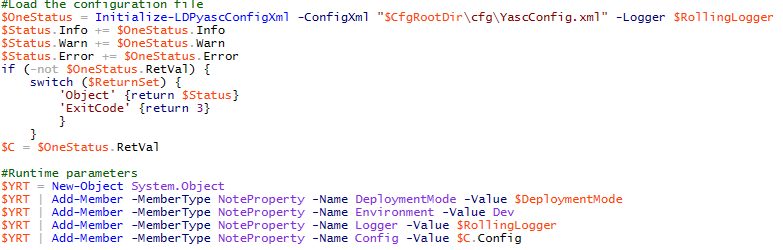 #Load the configuration file
$OneStatus = Initialize-LDPyascConfigXml -ConfigXml "$CfgRootDir\cfg\YascConfig.xml" -Logger $RollingLogger
$Status.Info += $OneStatus.Info
$Status.Warn += $OneStatus.Warn
$Status.Error += $OneStatus.Error
if (-not $OneStatus.RetVal) {
    switch ($ReturnSet) {
        'Object' {return $Status}
        'ExitCode' {return 3}
        }
    }
$C = $OneStatus.RetVal

#Runtime parameters
$YRT = New-Object System.Object
$YRT | Add-Member -MemberType NoteProperty -Name DeploymentMode -Value $DeploymentMode
$YRT | Add-Member -MemberType NoteProperty -Name Environment -Value Dev
$YRT | Add-Member -MemberType NoteProperty -Name Logger -Value $RollingLogger
$YRT | Add-Member -MemberType NoteProperty -Name Config -Value $C.Config